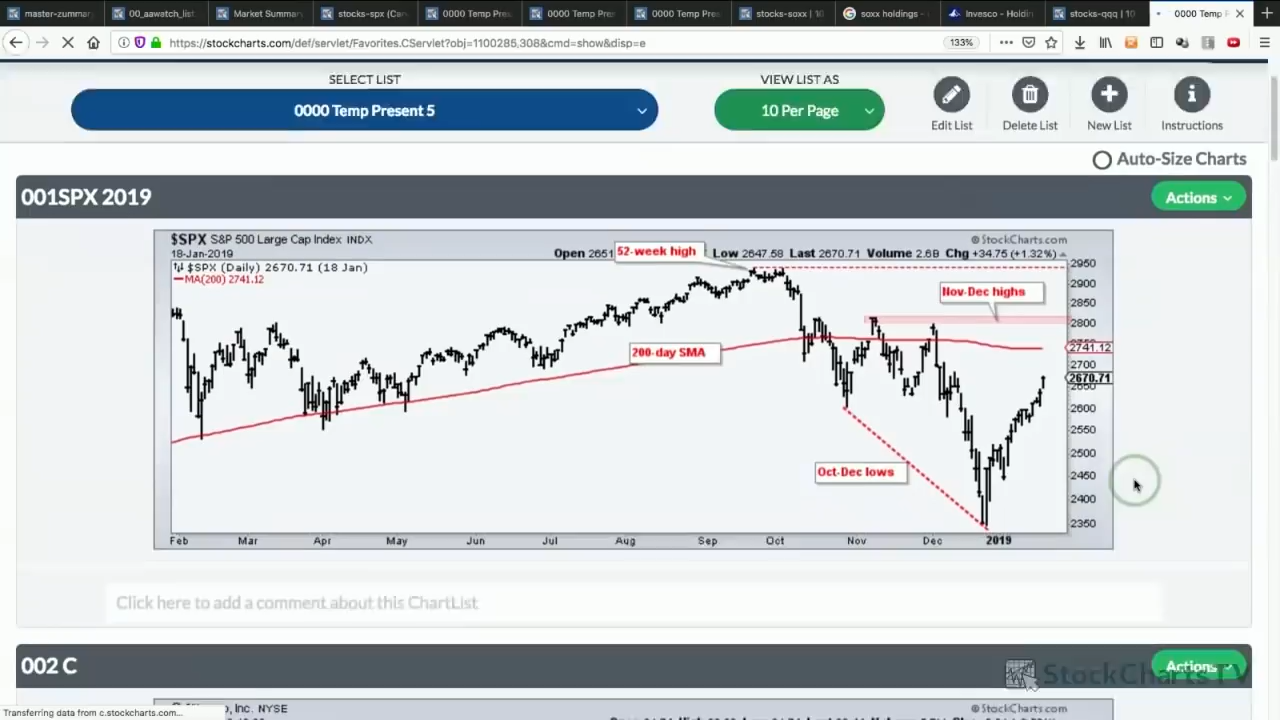 master-zummary
00_aawatch_list
Market Summary
stocks-spx (Can
0000 Temp Pres
0000 Temp Pre
0000 Temp Pres
stocks-soxx | 10
soxx holdings -
Invesco - Holdin
stocks-qqq | 10
0000 Temp P
https://stockcharts.com/def/servlet/Favorites.CServlet?obj=1100285,308&cmd=show&disp=e
133%
SELECT LIST
VIEW LIST AS
0000 Temp Present 5
10 Per Page
Edit List
Delete List
New List
Instructions
Auto-Size Charts
001SPX 2019
Actions
$SPX S&P 500 Large Cap Index INDX
© StockCharts.com
18-Jan-2019
Open 2651
52-week high
Low 2647.58 Last 2670.71 Volume 2.6B Chg +34.75 (+1.32%)
$SPX (Daily) 2670.71 (18 Jan)
MA(200) 2741.12
Nov-Dec highs
200-day SMA
Oct-Dec lows
2950
2900
2850
2800
2741.12
2700
2670.71
2650
2600
2550
2500
2450
2400
2350
Feb Mar Apr May Jun Jul Aug Sep Oct Nov Dec 2019
Click here to add a comment about this ChartList
002 C
Actions
StockCharts TV
, Inc. NYSE
© StockCharts.com
Transferring data from c.stockcharts.com...